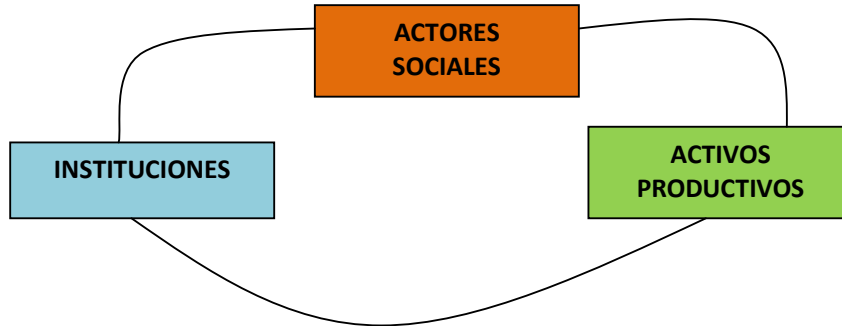 ACTORES
SOCIALES
INSTITUCIONES
ACTIVOS
PRODUCTIVOS